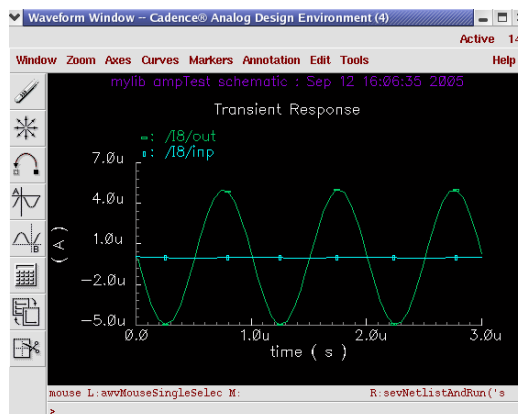 Waveform Window -- Cadence® Analog Design Environment (4)
Active 14
Window Zoom Axes Curves Markers Annotation Edit Tools Help
mylib ampTest schematic : Sep 12 16:06:35 2005
Transient Response
=: /I8/out
▯: /I8/inp
7.0u
4.0u
1.0u
( A )
-2.0u
-5.0u
0.0 1.0u 2.0u 3.0u
time ( s )
A
B
mouse L:awvMouseSingleSelec M: R:sevNetlistAndRun('s
>